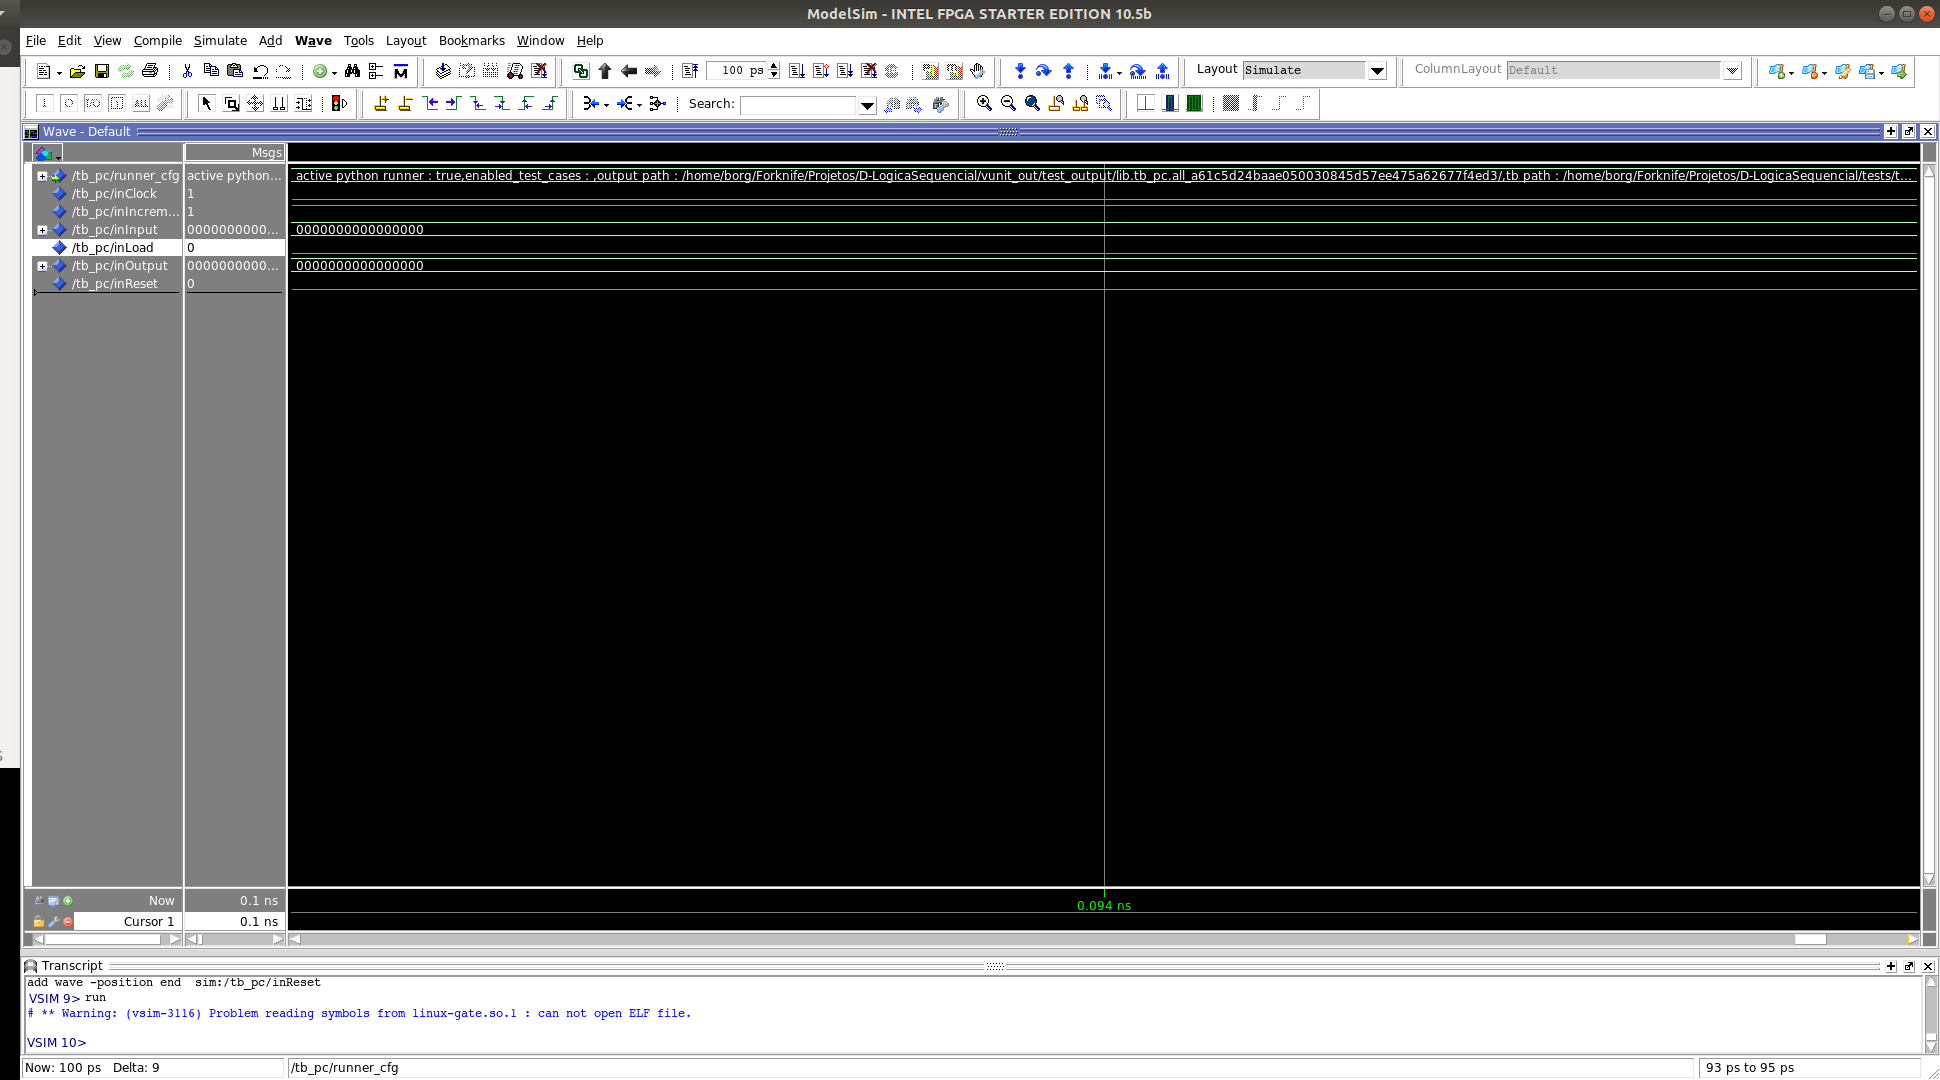 ModelSim - INTEL FPGA STARTER EDITION 10.5b
File Edit View Compile Simulate Add Wave Tools Layout Bookmarks Window Help
100 ps Layout Simulate ColumnLayout Default
ALL Search:
Wave - Default
Msgs
/tb_pc/runner_cfg active python... active python runner : true,enabled_test_cases : ,output path : /home/borg/Forknife/Projetos/D-LogicaSequencial/vunit_out/test_output/lib.tb_pc.all_a61c5d24baae050030845d57ee475a62677f4ed3/,tb path : /home/borg/Forknife/Projetos/D-LogicaSequencial/tests/t...
/tb_pc/inClock 1
/tb_pc/inIncrem... 1
/tb_pc/inInput 0000000000... 0000000000000000
/tb_pc/inLoad 0
/tb_pc/inOutput 0000000000... 0000000000000000
/tb_pc/inReset 0
Now 0.1 ns
0.094 ns
Cursor 1 0.1 ns
Transcript
add wave -position end  sim:/tb_pc/inReset
VSIM 9> run
# ** Warning: (vsim-3116) Problem reading symbols from linux-gate.so.1 : can not open ELF file.
VSIM 10>
Now: 100 ps Delta: 9 /tb_pc/runner_cfg 93 ps to 95 ps